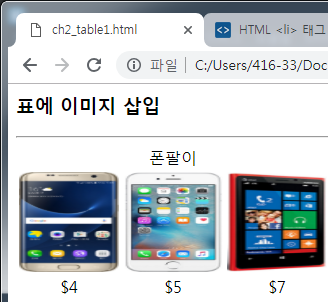 ch2_table1.html
HTML <li> 태그
파일 | C:/Users/416-33/Doc
표에 이미지 삽입
폰팔이
$4 $5 $7